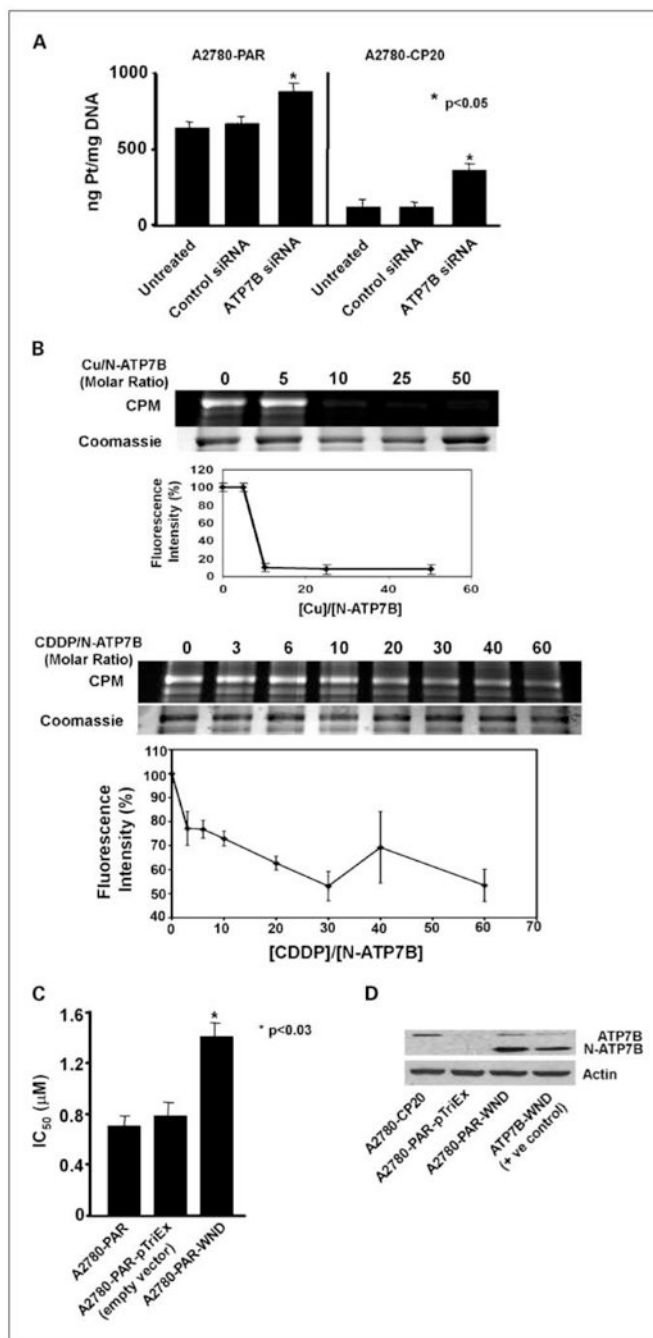 A
A2780-PAR
A2780-CP20
1000
500
0
ng Pt/mg DNA
*
* p<0.05
*
Untreated
Control siRNA
ATP7B siRNA
Untreated
Control siRNA
ATP7B siRNA
B
Cu/N-ATP7B
(Molar Ratio)
0 5 10 25 50
CPM
Coomassie
120
100
80
60
40
20
0
Fluorescence
Intensity (%)
20 40 60
[Cu]/[N-ATP7B]
CDDP/N-ATP7B
(Molar Ratio)
0 3 6 10 20 30 40 60
CPM
Coomassie
110
100
90
80
70
60
50
40
Fluorescence
Intensity (%)
0 10 20 30 40 50 60 70
[CDDP]/[N-ATP7B]
C
1.6
1.2
0.8
0.4
0
IC50 (μM)
*
* p<0.03
A2780-PAR
A2780-PAR-pTriEx
(empty vector)
A2780-PAR-WND
D
ATP7B
N-ATP7B
Actin
A2780-CP20
A2780-PAR-pTriEx
A2780-PAR-WND
ATP7B-WND
(+ ve control)